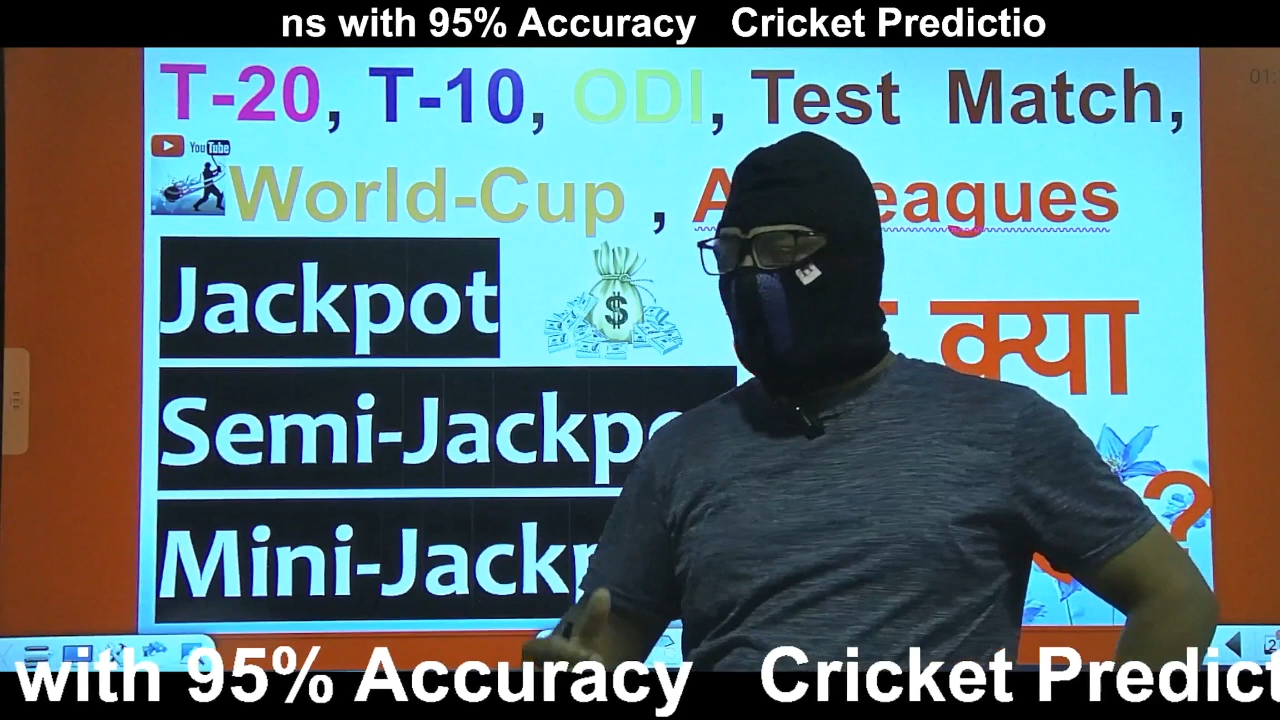 ns with 95% Accuracy Cricket Predictio
T-20, T-10, ODI, Test Match,
YouTube
World-Cup , A eagues
Jackpot
$
क्या
Semi-Jackp
Mini-Jack
?
with 95% Accuracy Cricket Predict